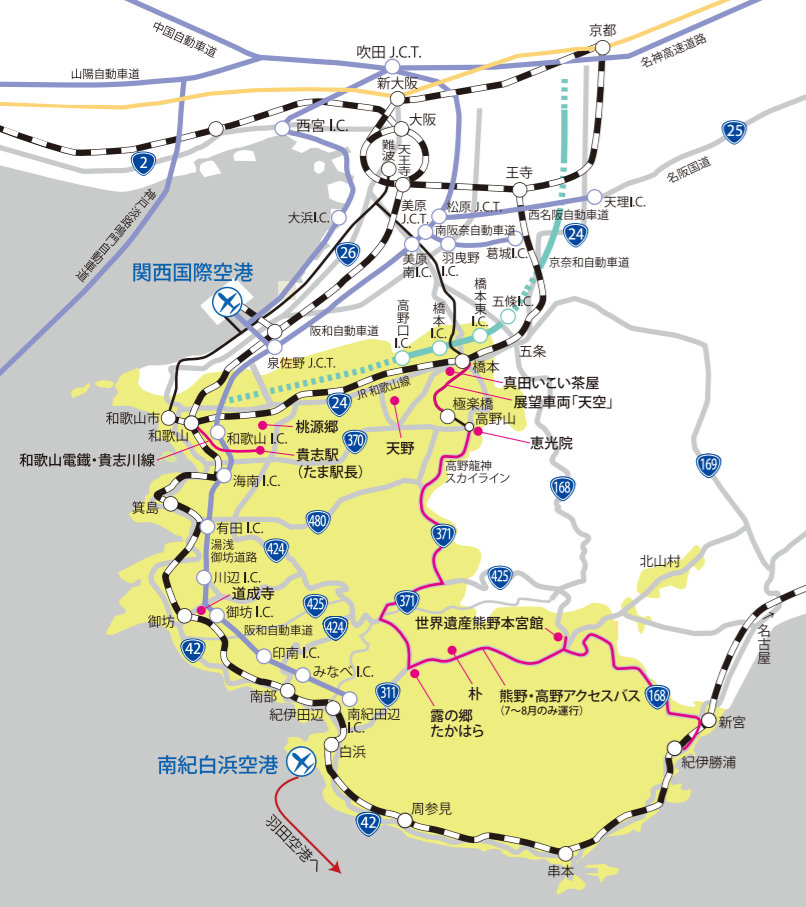 京都
中国自動車道
吹田 J.C.T.
名神高速道路
山陽自動車道
新大阪
大阪
西宮 I.C.
難波
天王寺
2
25
名阪国道
王寺
神戸淡路鳴門自動車道
大浜I.C.
美原
J.C.T.
松原 J.C.T.
天理I.C.
西名阪自動車道
南阪奈自動車道
24
26
美原
南I.C.
羽曳野
I.C.
葛城I.C.
京奈和自動車道
関西国際空港
高野口
I.C.
橋本
I.C.
橋本東
I.C.
五條I.C.
阪和自動車道
泉佐野 J.C.T.
五条
橋本
JR 和歌山線
真田いこい茶屋
展望車両「天空」
24
和歌山市
和歌山
和歌山 I.C.
桃源郷
370
天野
極楽橋
高野山
恵光院
和歌山電鐵・貴志川線
貴志駅
(たま駅長)
高野龍神
スカイライン
169
168
海南 I.C.
箕島
480
有田 I.C.
371
湯浅
御坊道路
424
北山村
川辺 I.C.
425
道成寺
425
371
御坊
御坊 I.C.
424
世界遺産熊野本宮館
阪和自動車道
→名古屋
42
印南 I.C.
みなべ I.C.
朴
熊野・高野アクセスバス
(7〜8月のみ運行)
168
南部
311
露の郷
たかはら
紀伊田辺
南紀田辺
I.C.
新宮
白浜
紀伊勝浦
南紀白浜空港
周参見
42
羽田空港へ
串本